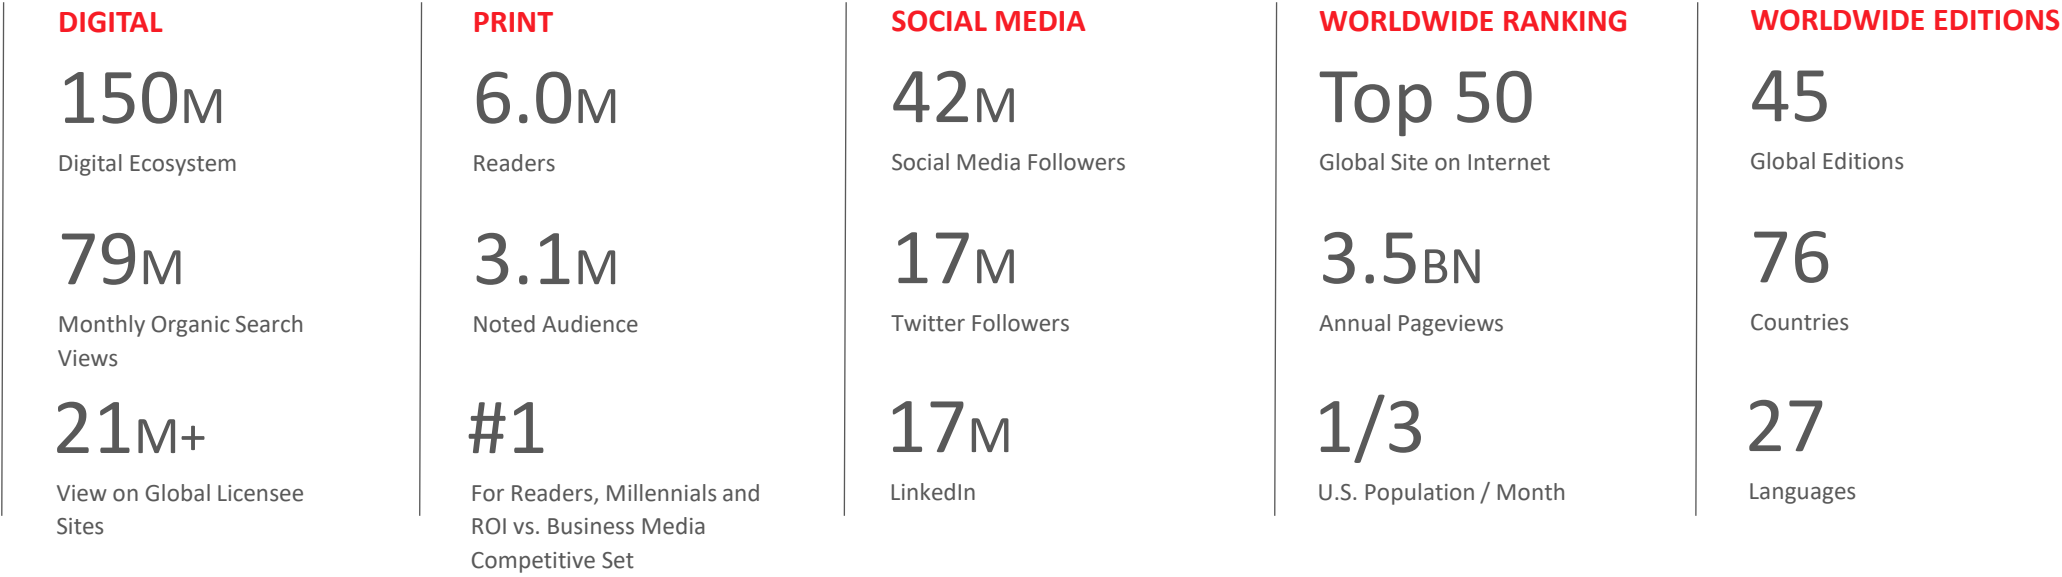 DIGITAL
150M
Digital Ecosystem
79M
Monthly Organic Search
Views
21M+
View on Global Licensee
Sites
PRINT
6.0M
Readers
3.1M
Noted Audience
#1
For Readers, Millennials and
ROI vs. Business Media
Competitive Set
SOCIAL MEDIA
42M
Social Media Followers
17M
Twitter Followers
17M
LinkedIn
WORLDWIDE RANKING
Top 50
Global Site on Internet
3.5BN
Annual Pageviews
1/3
U.S. Population / Month
WORLDWIDE EDITIONS
45
Global Editions
76
Countries
27
Languages